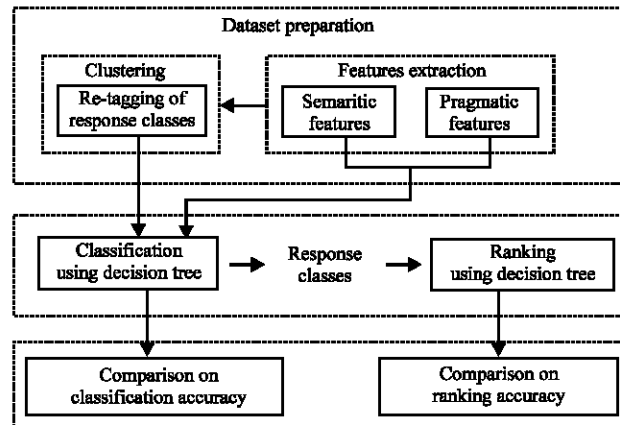 Dataset preparation
Clustering
Re-tagging of
response classes
Features extraction
Semaritic
features
Pragmatic
features
Classification
using decision tree
Response
classes
Ranking
using decision tree
Comparison on
classification accuracy
Comparison on
ranking accuracy